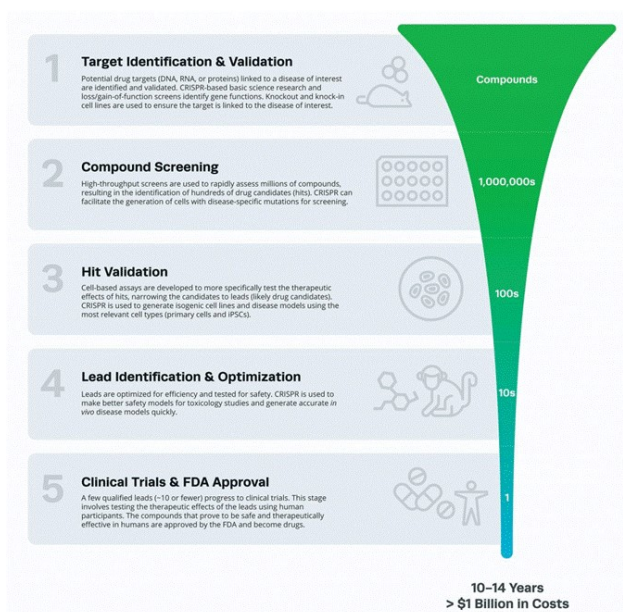 1
Target Identification & Validation
Potential drug targets (DNA, RNA, or proteins) linked to a disease of interest
are identified and validated. CRISPR-based basic science research and
loss/gain-of-function screens identify gene functions. Knockout and knock-in
cell lines are used to ensure the target is linked to the disease of interest.
Compounds
2
Compound Screening
High-throughput screens are used to rapidly assess millions of compounds,
resulting in the identification of hundreds of drug candidates (hits). CRISPR can
facilitate the generation of cells with disease-specific mutations for screening.
1,000,000s
3
Hit Validation
Cell-based assays are developed to more specifically test the therapeutic
effects of hits, narrowing the candidates to leads (likely drug candidates).
CRISPR is used to generate isogenic cell lines and disease models using the
most relevant cell types (primary cells and iPSCs).
100s
4
Lead Identification & Optimization
Leads are optimized for efficiency and tested for safety. CRISPR is used to
make better safety models for toxicology studies and generate accurate in
vivo disease models quickly.
10s
5
Clinical Trials & FDA Approval
A few qualified leads (~10 or fewer) progress to clinical trials. This stage
involves testing the therapeutic effects of the leads using human
participants. The compounds that prove to be safe and therapeutically
effective in humans are approved by the FDA and become drugs.
1
10–14 Years
> $1 Billion in Costs